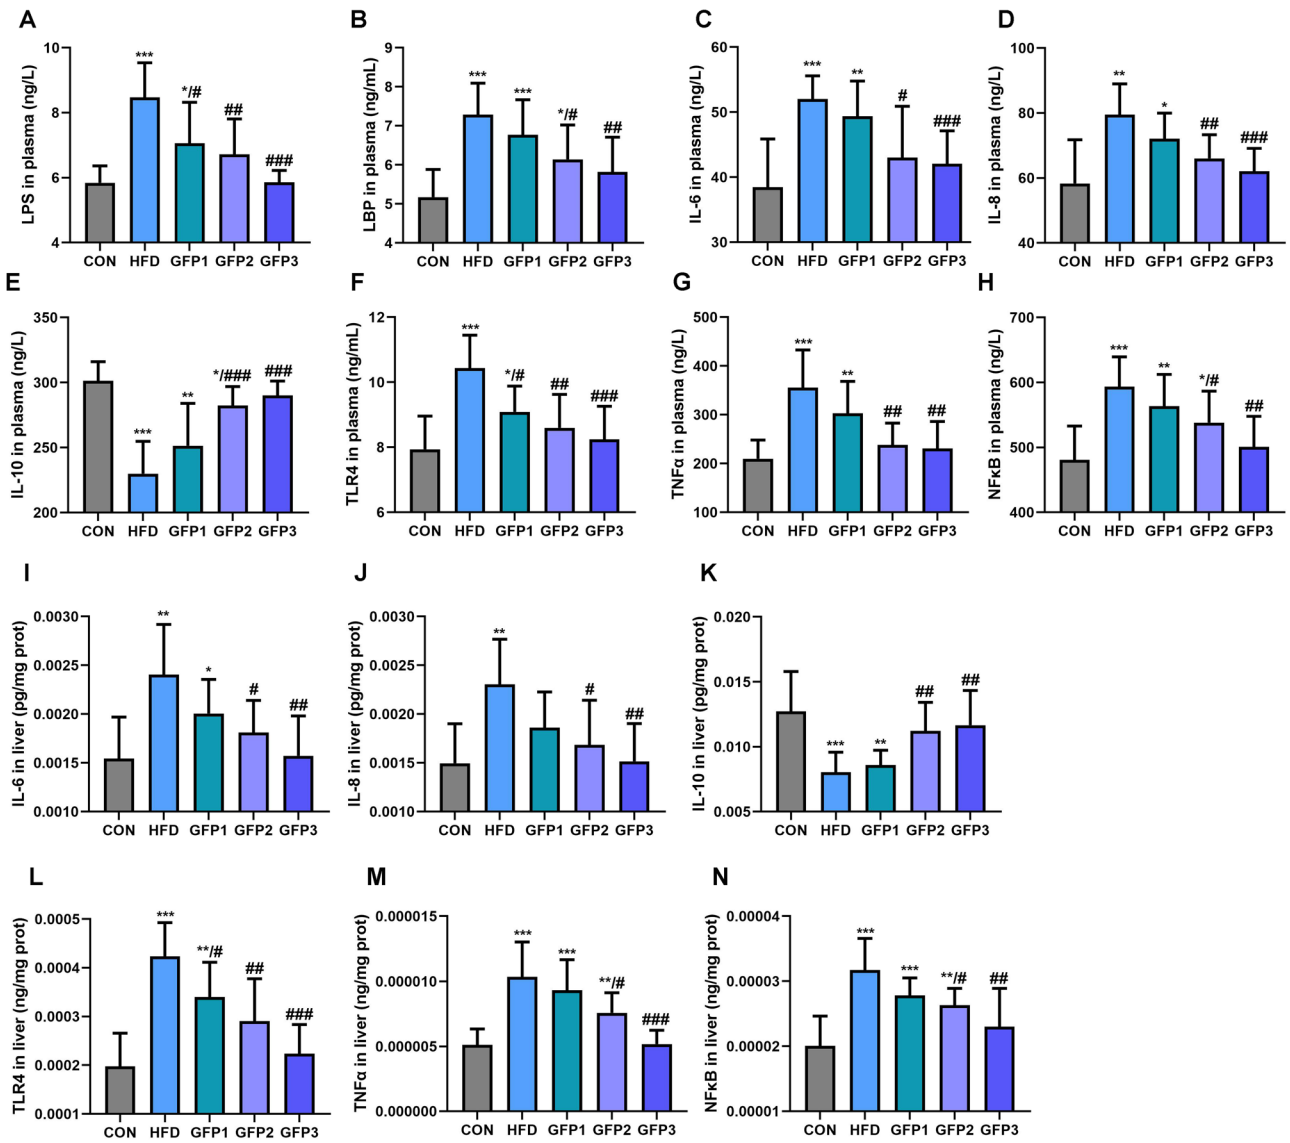 A
LPS in plasma (ng/L)
10
8
6
4
***
*/#
##
###
CON HFD GFP1 GFP2 GFP3
B
LBP in plasma (ng/mL)
9
8
7
6
5
4
***
***
*/#
##
CON HFD GFP1 GFP2 GFP3
C
IL-6 in plasma (ng/L)
60
50
40
30
***
**
#
###
CON HFD GFP1 GFP2 GFP3
D
IL-8 in plasma (ng/L)
100
80
60
40
**
*
##
###
CON HFD GFP1 GFP2 GFP3
E
IL-10 in plasma (ng/L)
350
300
250
200
***
**
*/###
###
CON HFD GFP1 GFP2 GFP3
F
TLR4 in plasma (ng/mL)
12
10
8
6
***
*/#
##
###
CON HFD GFP1 GFP2 GFP3
G
TNFα in plasma (ng/L)
500
400
300
200
100
***
**
##
##
CON HFD GFP1 GFP2 GFP3
H
NFκB in plasma (ng/L)
700
600
500
400
***
**
*/#
##
CON HFD GFP1 GFP2 GFP3
I
IL-6 in liver (pg/mg prot)
0.0030
0.0025
0.0020
0.0015
0.0010
**
*
#
##
CON HFD GFP1 GFP2 GFP3
J
IL-8 in liver (pg/mg prot)
0.0030
0.0025
0.0020
0.0015
0.0010
**
#
##
CON HFD GFP1 GFP2 GFP3
K
IL-10 in liver (pg/mg prot)
0.020
0.015
0.010
0.005
***
**
##
##
CON HFD GFP1 GFP2 GFP3
L
TLR4 in liver (ng/mg prot)
0.0005
0.0004
0.0003
0.0002
0.0001
***
**/#
##
###
CON HFD GFP1 GFP2 GFP3
M
TNFα in liver (ng/mg prot)
0.000015
0.000010
0.000005
0.000000
***
***
**/#
###
CON HFD GFP1 GFP2 GFP3
N
NFκB in liver (ng/mg prot)
0.00004
0.00003
0.00002
0.00001
***
***
**/#
##
CON HFD GFP1 GFP2 GFP3